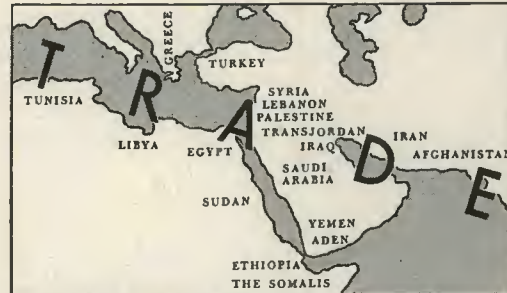 GREECE
TURKEY
TRADE
TUNISIA
SYRIA
LEBANON
PALESTINE
TRANSJORDAN
IRAQ
IRAN
AFGHANISTAN
LIBYA
EGYPT
SAUDI
ARABIA
SUDAN
YEMEN
ADEN
ETHIOPIA
THE SOMALIS